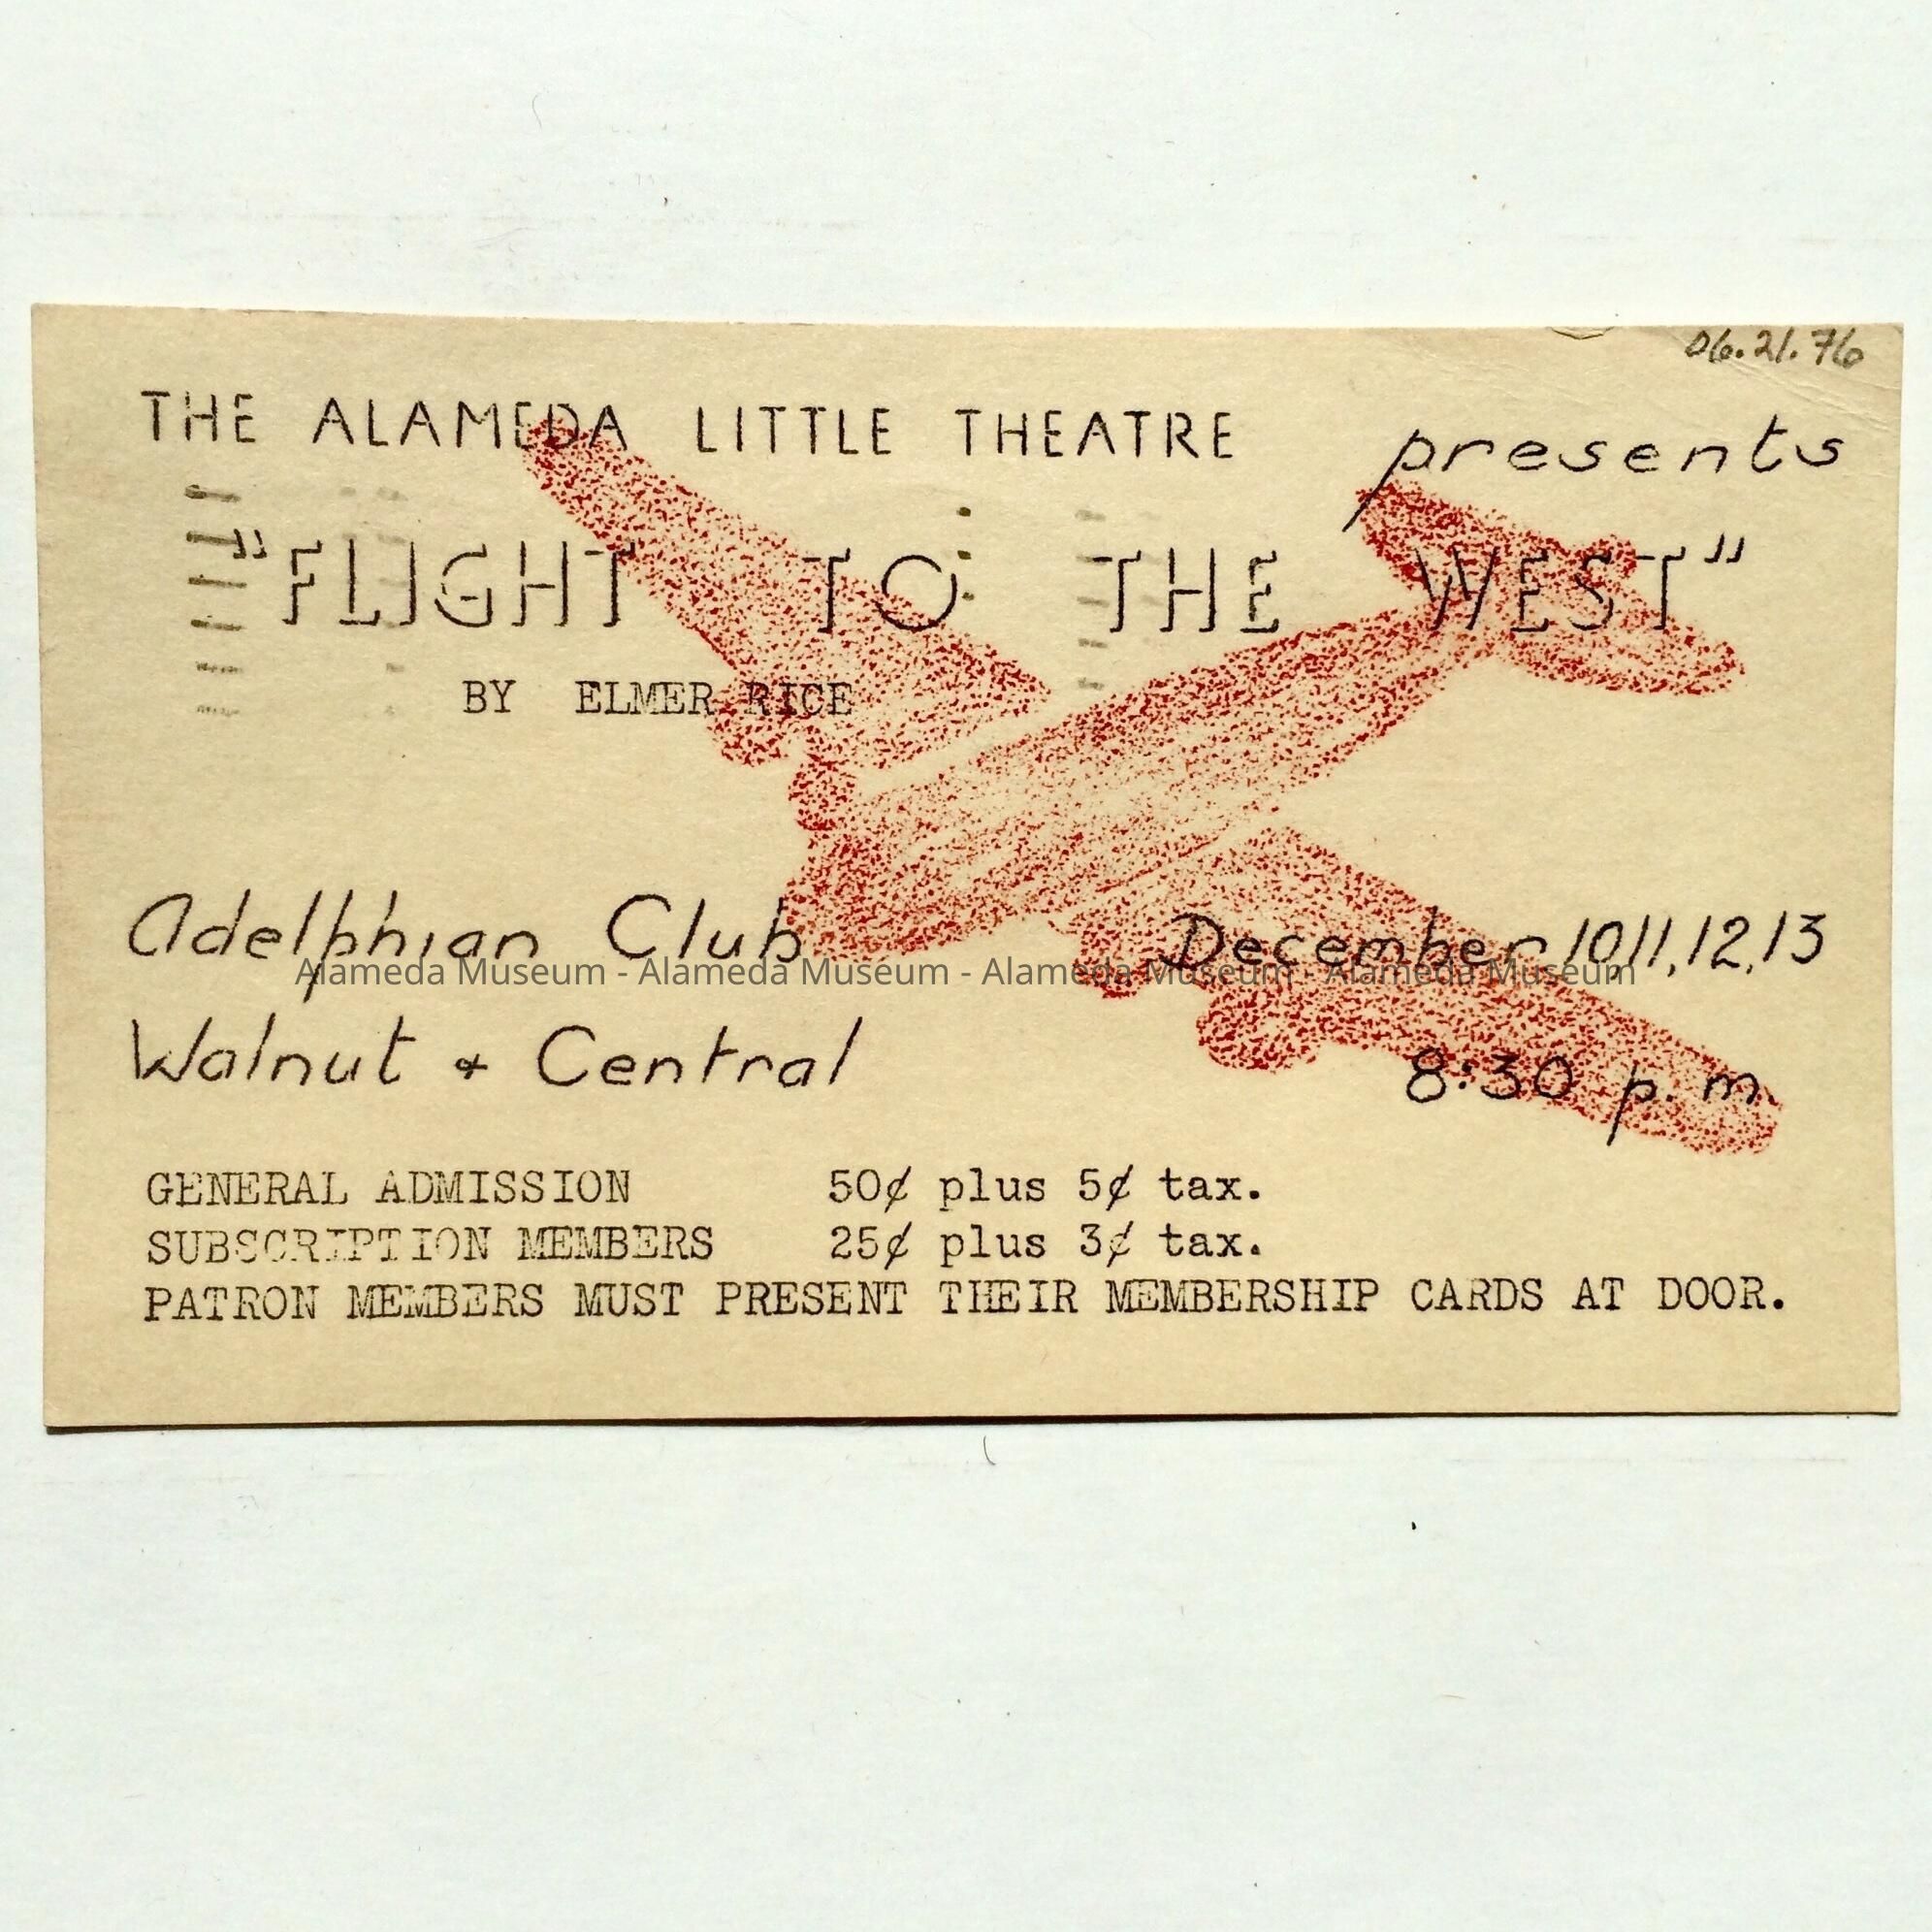 06.21.76
THE ALAMEDA LITTLE THEATRE presents
"FLIGHT TO THE WEST"
BY ELMER RICE
Adelphian Club December 10,11,12,13
Alameda Museum - Alameda Museum - Alameda Museum - Alameda Museum
Walnut & Central 8:30 p.m.
GENERAL ADMISSION 50¢ plus 5¢ tax.
SUBSCRIPTION MEMBERS 25¢ plus 3¢ tax.
PATRON MEMBERS MUST PRESENT THEIR MEMBERSHIP CARDS AT DOOR.